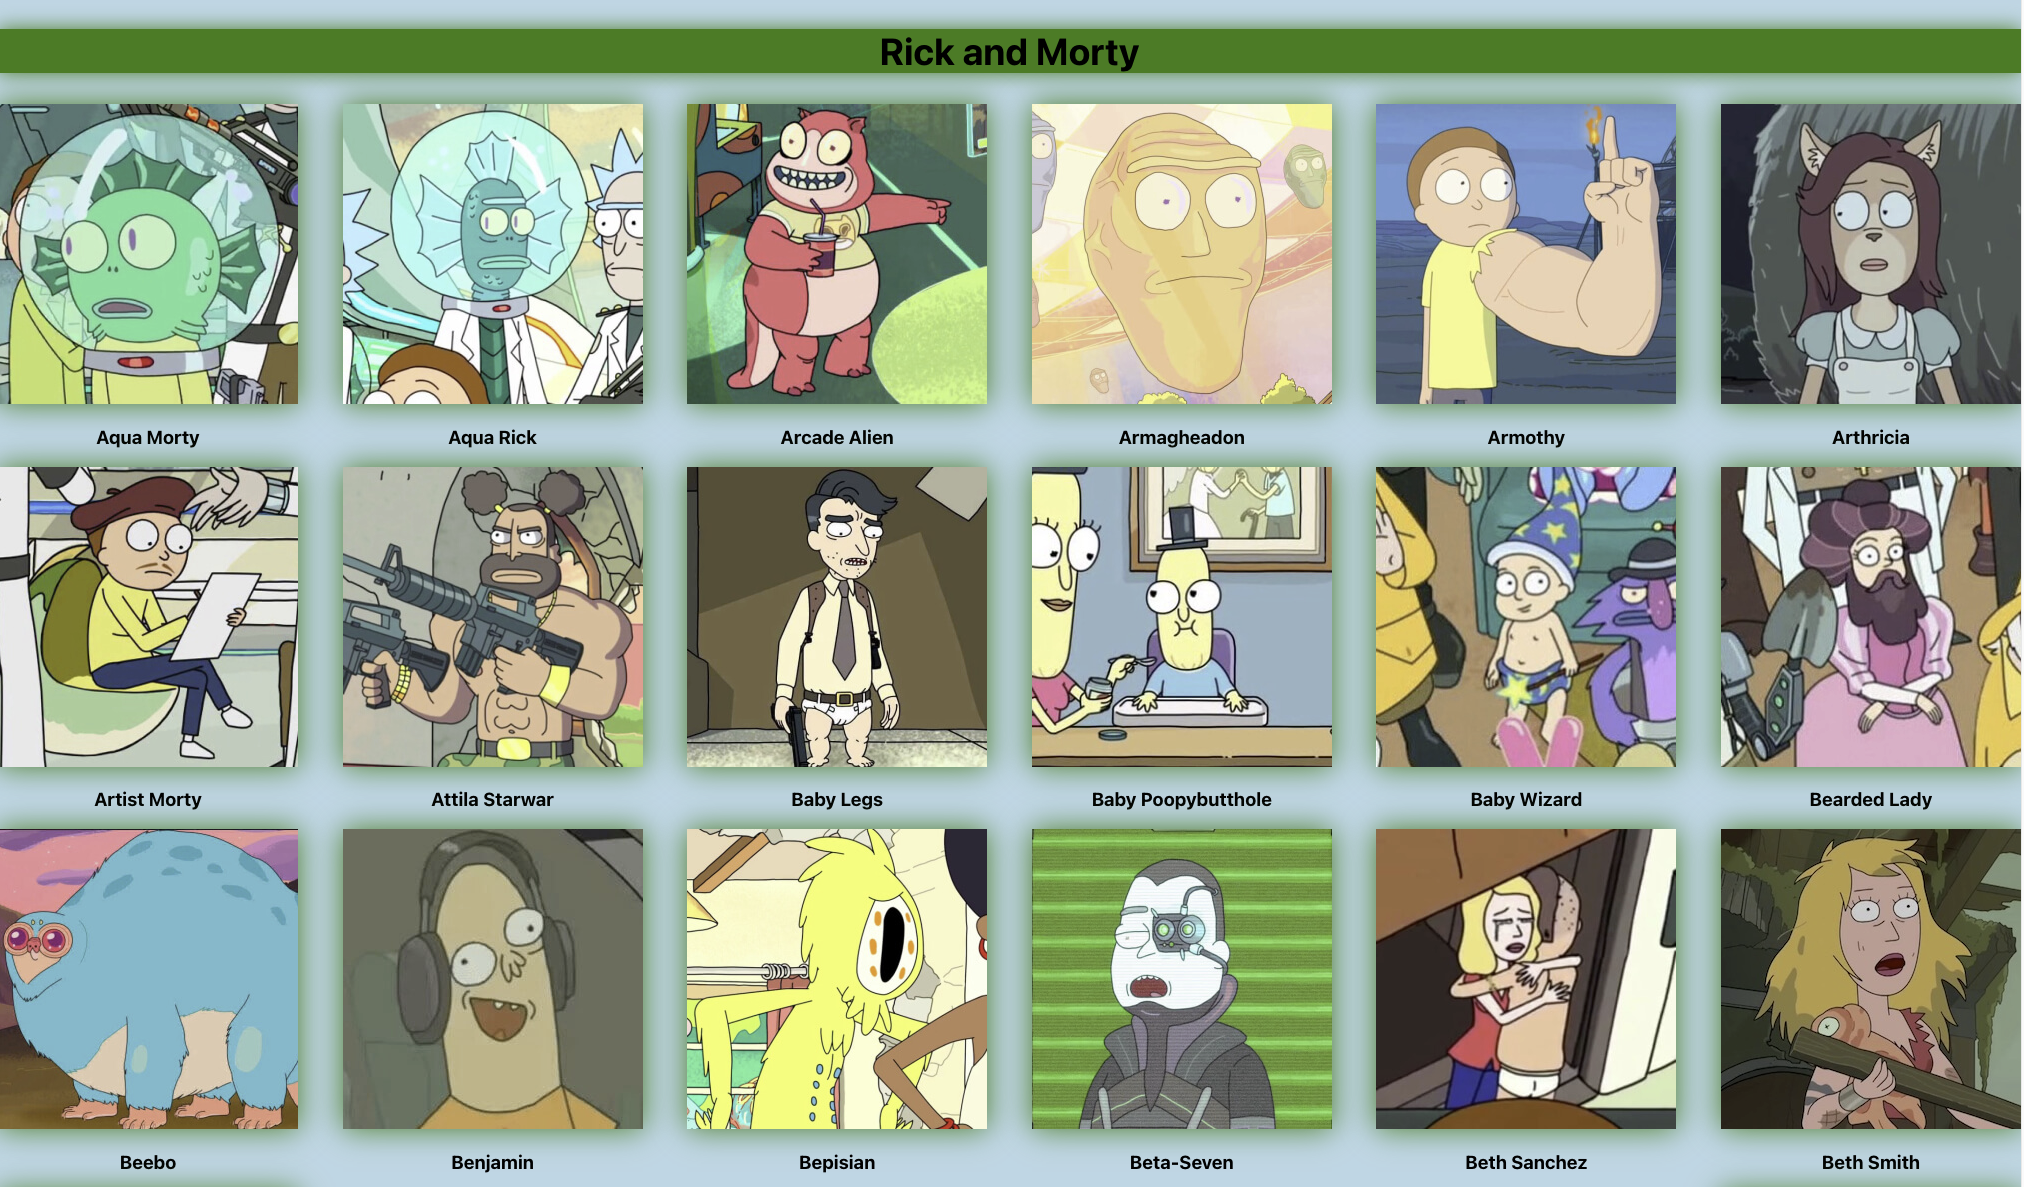 Rick and Morty
Aqua Morty
Aqua Rick
Arcade Alien
Armagheadon
Armothy
Arthricia
Artist Morty
Attila Starwar
Baby Legs
Baby Poopybutthole
Baby Wizard
Bearded Lady
Beebo
Benjamin
Bepisian
Beta-Seven
Beth Sanchez
Beth Smith